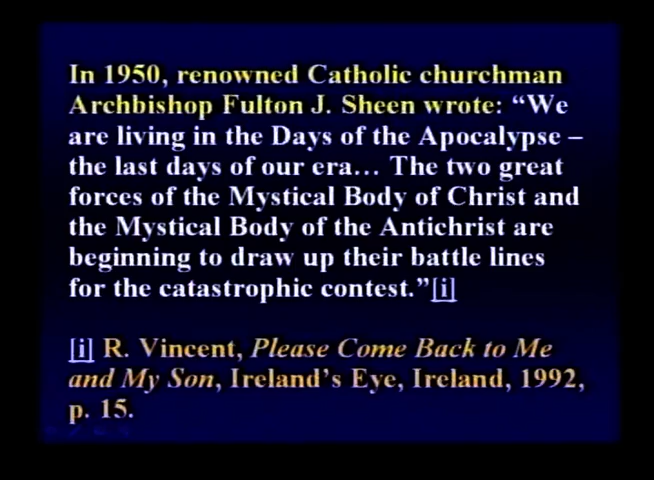 In 1950, renowned Catholic churchman
Archbishop Fulton J. Sheen wrote: “We
are living in the Days of the Apocalypse –
the last days of our era… The two great
forces of the Mystical Body of Christ and
the Mystical Body of the Antichrist are
beginning to draw up their battle lines
for the catastrophic contest.”[i]
[i] R. Vincent, Please Come Back to Me
and My Son, Ireland’s Eye, Ireland, 1992,
p. 15.